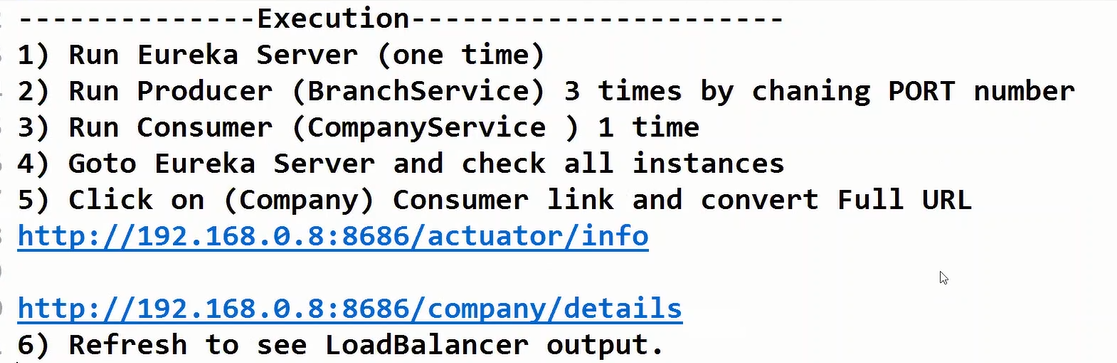 --------------Execution----------------------
1) Run Eureka Server (one time)
2) Run Producer (BranchService) 3 times by chaning PORT number
3) Run Consumer (CompanyService ) 1 time
4) Goto Eureka Server and check all instances
5) Click on (Company) Consumer link and convert Full URL
http://192.168.0.8:8686/actuator/info
http://192.168.0.8:8686/company/details
6) Refresh to see LoadBalancer output.